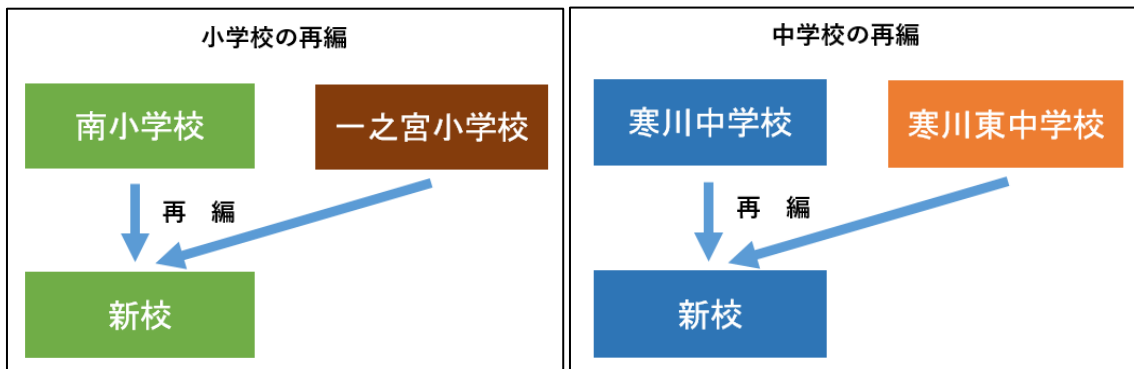 小学校の再編
南小学校
一之宮小学校
再　編
新校
中学校の再編
寒川中学校
寒川東中学校
再　編
新校